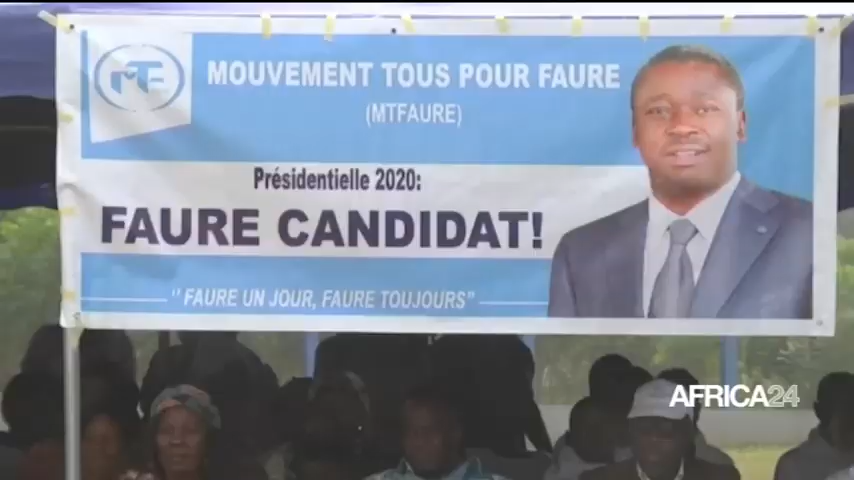 MTF
MOUVEMENT TOUS POUR FAURE
(MTFAURE)
Présidentielle 2020:
FAURE CANDIDAT!
" FAURE UN JOUR, FAURE TOUJOURS"
AFRICA24